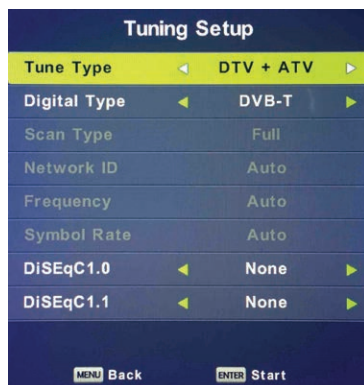 Tuning Setup
Tune Type DTV + ATV
Digital Type DVB-T
Scan Type Full
Network ID Auto
Frequency Auto
Symbol Rate Auto
DiSEqC1.0 None
DiSEqC1.1 None
MENU Back ENTER Start